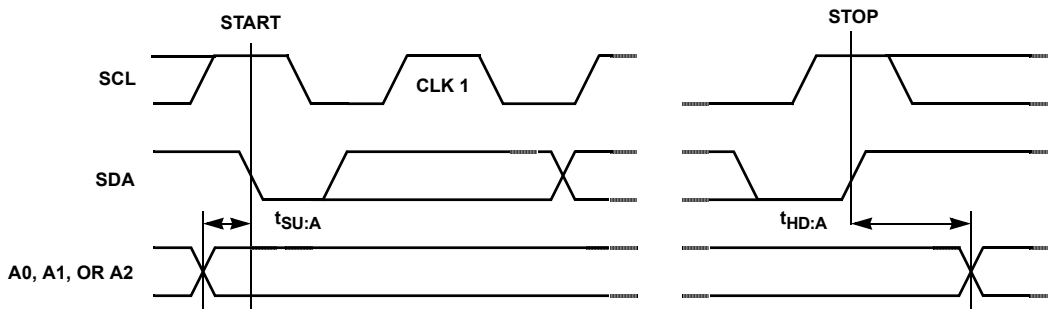 START
STOP
SCL
CLK 1
SDA
tSU:A
tHD:A
A0, A1, OR A2